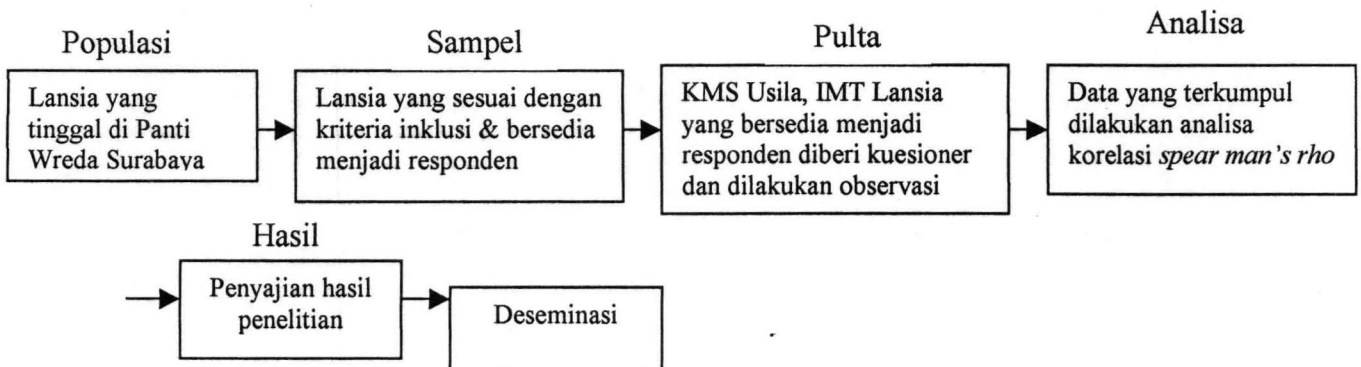 Populasi
Lansia yang
tinggal di Panti
Wreda Surabaya
Sampel
Lansia yang sesuai dengan
kriteria inklusi & bersedia
menjadi responden
Pulta
KMS Usila, IMT Lansia
yang bersedia menjadi
responden diberi kuesioner
dan dilakukan observasi
Analisa
Data yang terkumpul
dilakukan analisa
korelasi spear man's rho
Hasil
Penyajian hasil
penelitian
Deseminasi